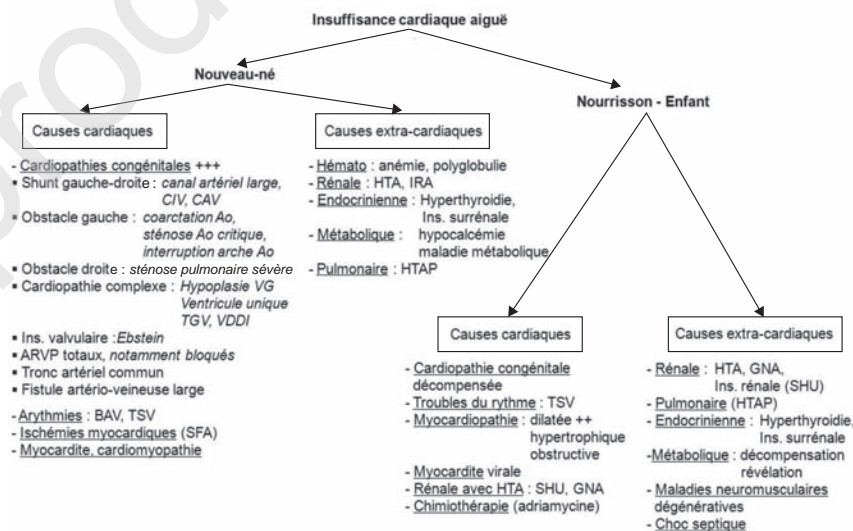 Insuffisance cardiaque aiguë
Nouveau-né
Causes cardiaques
- Cardiopathies congénitales +++
▪ Shunt gauche-droite : canal artériel large,
CIV, CAV
▪ Obstacle gauche : coarctation Ao,
sténose Ao critique,
interruption arche Ao
▪ Obstacle droite : sténose pulmonaire sévère
▪ Cardiopathie complexe : Hypoplasie VG
Ventricule unique
TGV, VDDI
▪ Ins. valvulaire : Ebstein
▪ ARVP totaux, notamment bloqués
▪ Tronc artériel commun
▪ Fistule artério-veineuse large
- Arythmies : BAV, TSV
- Ischémies myocardiques (SFA)
- Myocardite, cardiomyopathie
Causes extra-cardiaques
- Hémato : anémie, polyglobulie
- Rénale : HTA, IRA
- Endocrinienne : Hyperthyroidie,
Ins. surrénale
- Métabolique : hypocalcémie
maladie métabolique
- Pulmonaire : HTAP
Nourrisson - Enfant
Causes cardiaques
- Cardiopathie congénitale
décompensée
- Troubles du rythme : TSV
- Myocardiopathie : dilatée ++
hypertrophique
obstructive
- Myocardite virale
- Rénale avec HTA : SHU, GNA
- Chimiothérapie (adriamycine)
Causes extra-cardiaques
- Rénale : HTA, GNA,
Ins. rénale (SHU)
- Pulmonaire (HTAP)
- Endocrinienne : Hyperthyroidie,
Ins. surrénale
-Métabolique : décompensation
révélation
- Maladies neuromusculaires
dégénératives
- Choc septique
prod